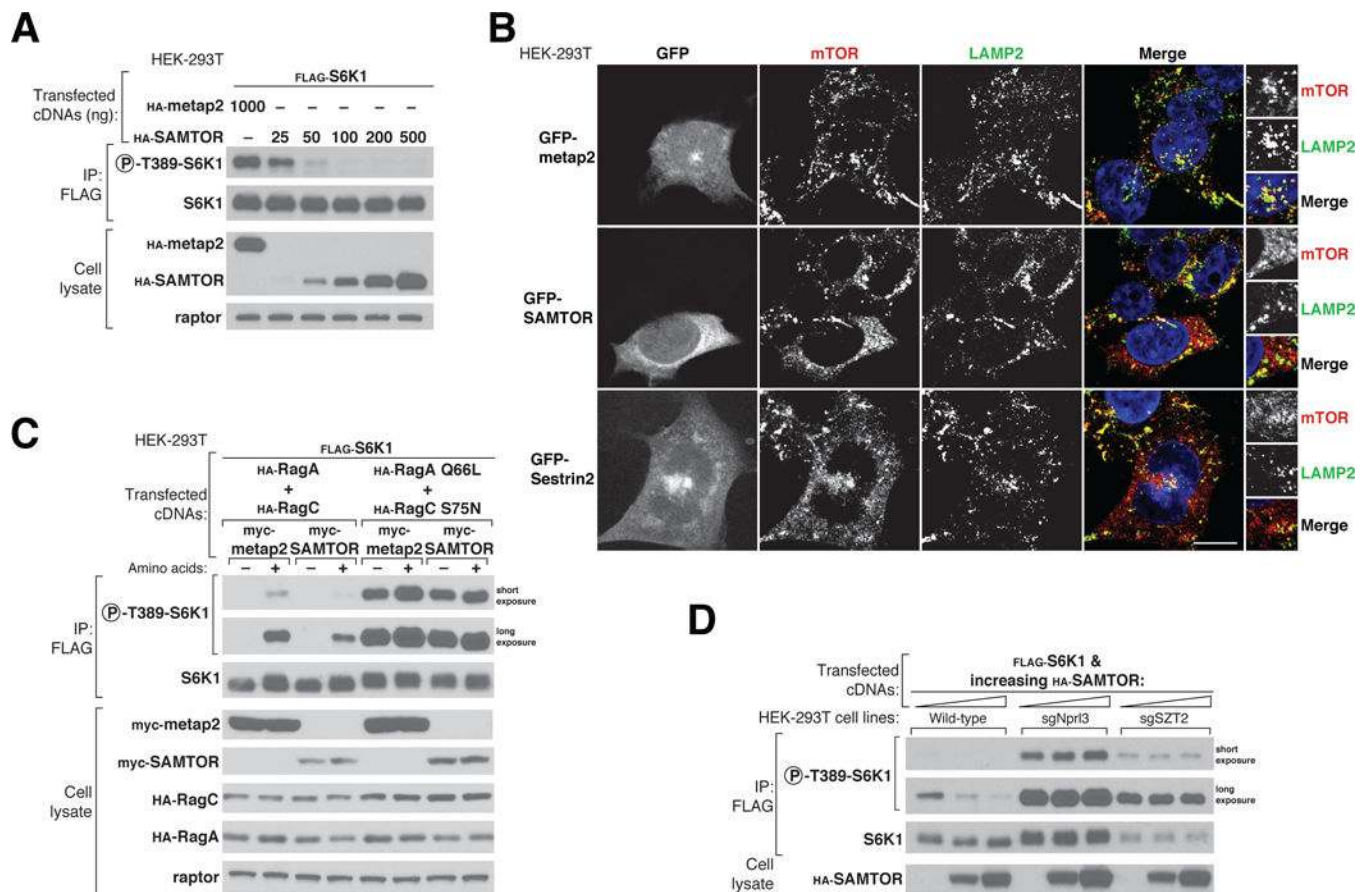 A
HEK-293T
FLAG-S6K1
Transfected cDNAs (ng)
HA-metap2 1000 – – – – –
HA-SAMTOR – 25 50 100 200 500
IP: FLAG
Ⓟ-T389-S6K1
S6K1
Cell lysate
HA-metap2
HA-SAMTOR
raptor
B
HEK-293T GFP mTOR LAMP2 Merge
GFP-metap2
mTOR
LAMP2
Merge
GFP-SAMTOR
mTOR
LAMP2
Merge
GFP-Sestrin2
mTOR
LAMP2
Merge
C
HEK-293T
FLAG-S6K1
Transfected cDNAs:
HA-RagA + HA-RagC
HA-RagA Q66L + HA-RagC S75N
myc-metap2 myc-SAMTOR myc-metap2 myc-SAMTOR
Amino acids: – + – + – + – +
IP: FLAG
Ⓟ-T389-S6K1
short exposure
long exposure
S6K1
Cell lysate
myc-metap2
myc-SAMTOR
HA-RagC
HA-RagA
raptor
D
Transfected cDNAs:
FLAG-S6K1 &
increasing HA-SAMTOR:
HEK-293T cell lines: Wild-type sgNprl3 sgSZT2
IP: FLAG
Ⓟ-T389-S6K1
short exposure
long exposure
S6K1
Cell lysate
HA-SAMTOR